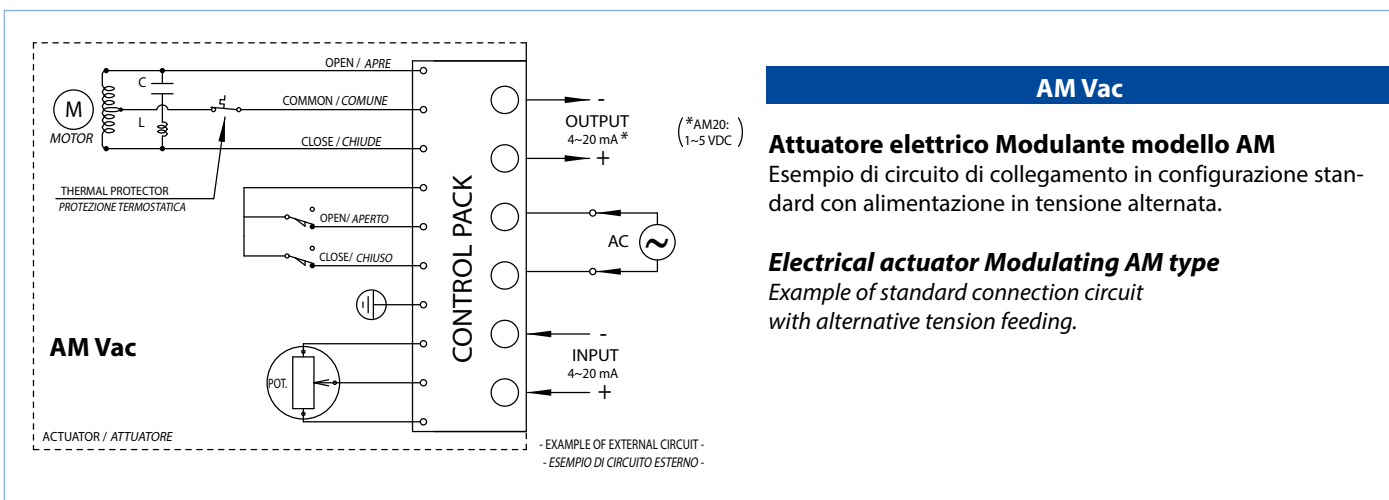 OPEN / APRE
C
COMMON / COMUNE
M
MOTOR
L
CLOSE / CHIUDE
THERMAL PROTECTOR
PROTEZIONE TERMOSTATICA
OPEN/ APERTO
CLOSE/ CHIUSO
AM Vac
POT.
ACTUATOR / ATTUATORE
CONTROL PACK
-
OUTPUT
4~20 mA *
+
(*AM20:
1~5 VDC )
AC
~
-
INPUT
4~20 mA
+
- EXAMPLE OF EXTERNAL CIRCUIT -
- ESEMPIO DI CIRCUITO ESTERNO -
AM Vac
Attuatore elettrico Modulante modello AM
Esempio di circuito di collegamento in configurazione stan-
dard con alimentazione in tensione alternata.
Electrical actuator Modulating AM type
Example of standard connection circuit
with alternative tension feeding.